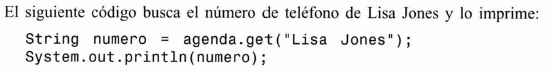 El siguiente código busca el número de teléfono de Lisa Jones y lo imprime:
String numero = agenda.get("Lisa Jones");
System.out.println(numero);